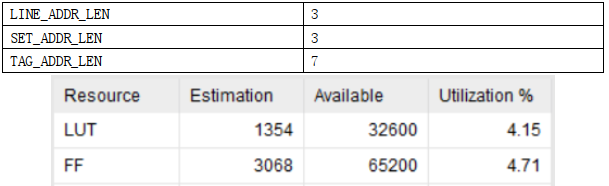 LINE_ADDR_LEN 3
SET_ADDR_LEN 3
TAG_ADDR_LEN 7
Resource Estimation Available Utilization %
LUT 1354 32600 4.15
FF 3068 65200 4.71